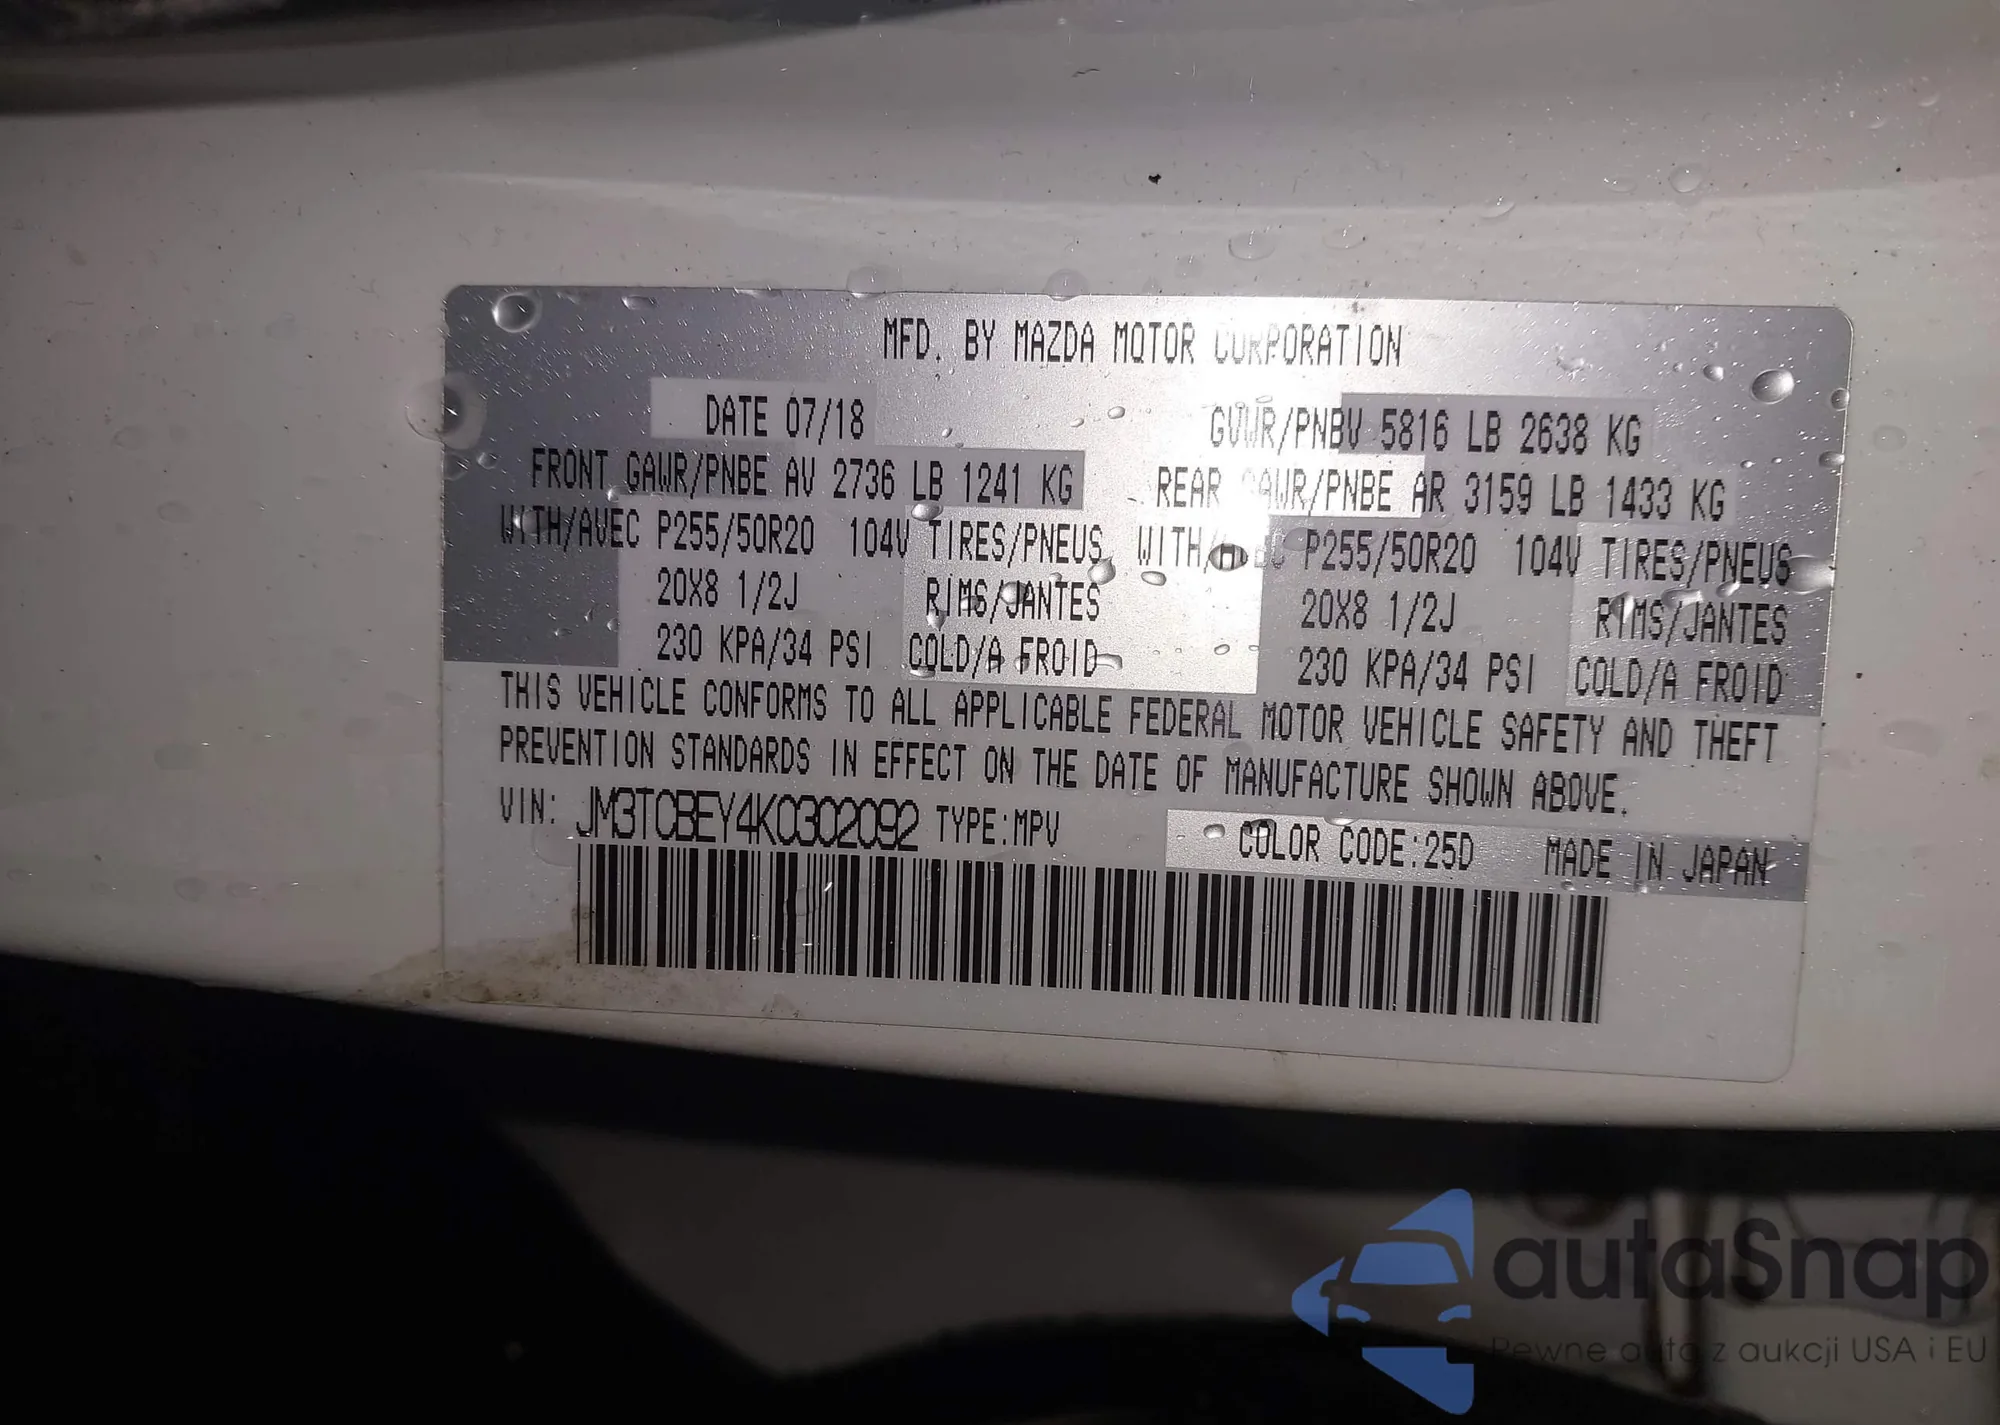 MFD. BY MAZDA MOTOR CORPORATION
DATE 07/18 GVWR/PNBV 5816 LB 2638 KG
FRONT GAWR/PNBE AV 2736 LB 1241 KG REAR GAWR/PNBE AR 3159 LB 1433 KG
WITH/AVEC P255/50R20 104V TIRES/PNEUS, WITH/AVEC P255/50R20 104V TIRES/PNEUS
20X8 1/2J RIMS/JANTES 20X8 1/2J RIMS/JANTES
230 KPA/34 PSI COLD/A FROID 230 KPA/34 PSI COLD/A FROID
THIS VEHICLE CONFORMS TO ALL APPLICABLE FEDERAL MOTOR VEHICLE SAFETY AND THEFT
PREVENTION STANDARDS IN EFFECT ON THE DATE OF MANUFACTURE SHOWN ABOVE.
VIN: JM3TCBEY4K0302092 TYPE:MPV COLOR CODE:25D MADE IN JAPAN
autaSnap
Pewne auto z aukcji USA i EU